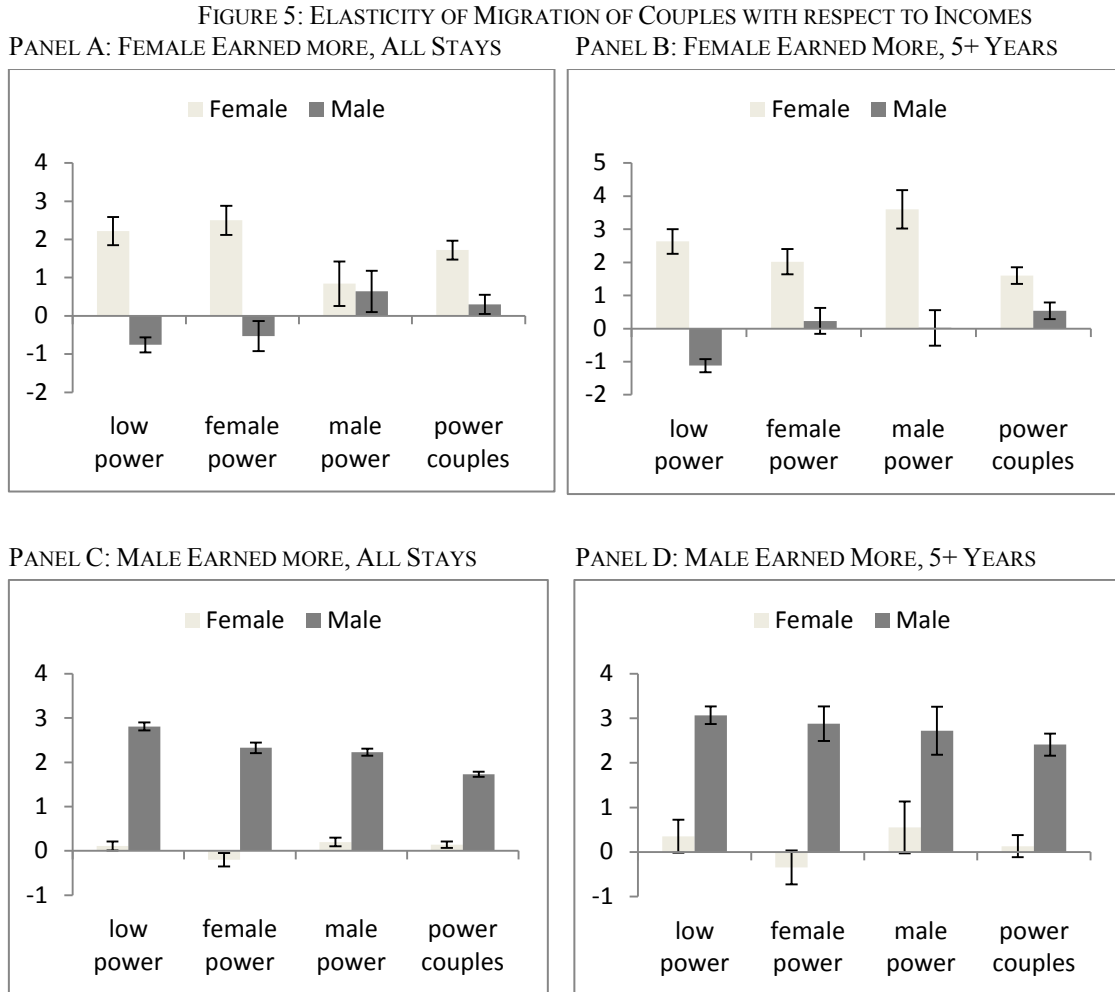 FIGURE 5: ELASTICITY OF MIGRATION OF COUPLES WITH RESPECT TO INCOMES
PANEL A: FEMALE EARNED MORE, ALL STAYS
Female Male
4
3
2
1
0
-1
-2
low power
female power
male power
power couples
PANEL B: FEMALE EARNED MORE, 5+ YEARS
Female Male
5
4
3
2
1
0
-1
-2
low power
female power
male power
power couples
PANEL C: MALE EARNED MORE, ALL STAYS
Female Male
4
3
2
1
0
-1
low power
female power
male power
power couples
PANEL D: MALE EARNED MORE, 5+ YEARS
Female Male
4
3
2
1
0
-1
low power
female power
male power
power couples